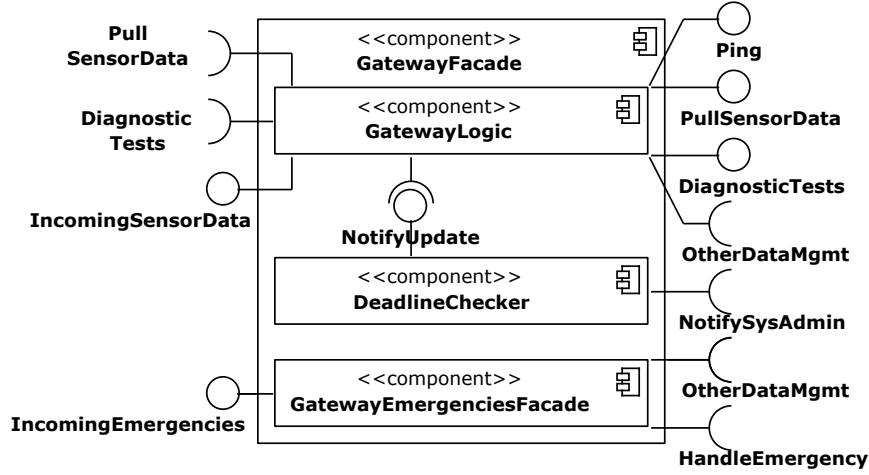 Pull
SensorData
<<component>>
GatewayFacade
Ping
Diagnostic
Tests
<<component>>
GatewayLogic
PullSensorData
IncomingSensorData
DiagnosticTests
NotifyUpdate
OtherDataMgmt
<<component>>
DeadlineChecker
NotifySysAdmin
<<component>>
GatewayEmergenciesFacade
OtherDataMgmt
IncomingEmergencies
HandleEmergency